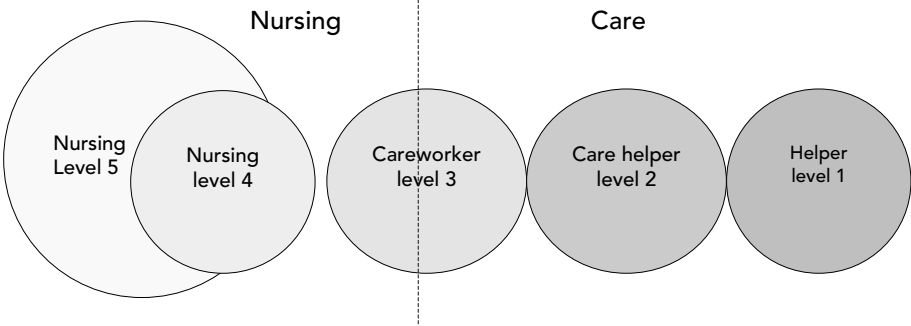 Nursing
Care
Nursing
Level 5
Nursing
level 4
Careworker
level 3
Care helper
level 2
Helper
level 1